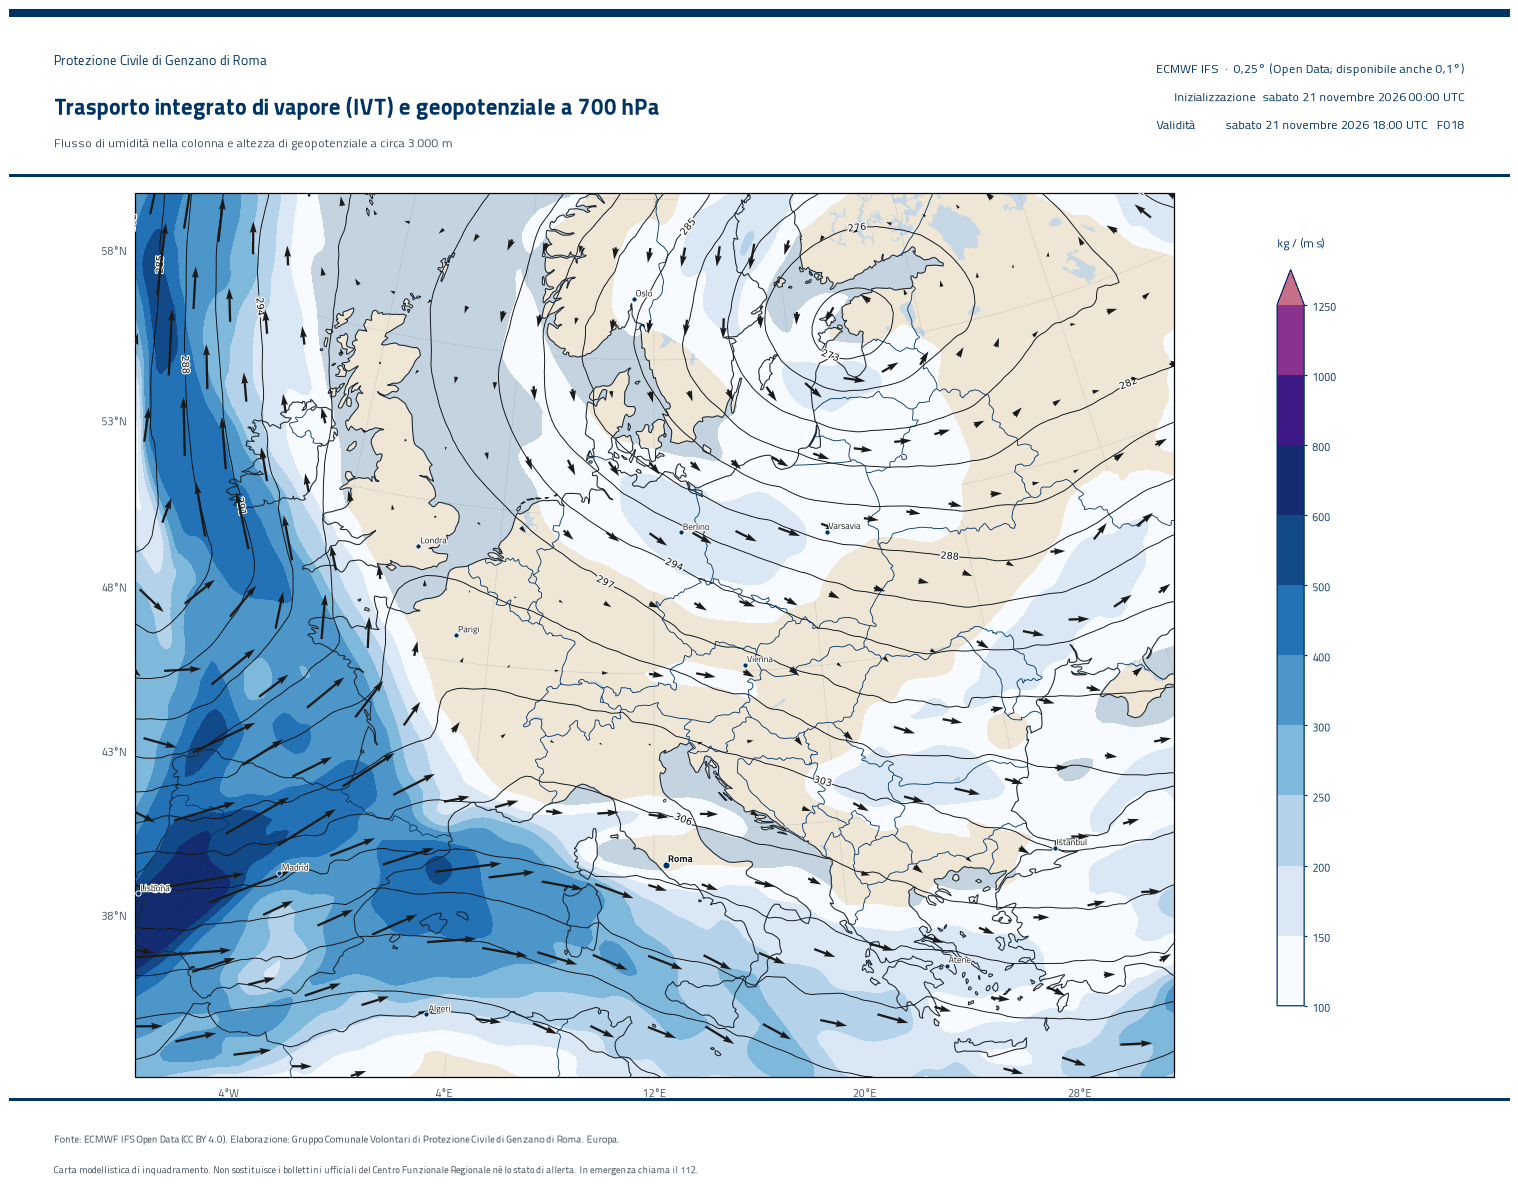 Protezione Civile di Genzano di Roma
Trasporto integrato di vapore (IVT) e geopotenziale a 700 hPa
Flusso di umidità nella colonna e altezza di geopotenziale a circa 3.000 m
ECMWF IFS · 0,25° (Open Data; disponibile anche 0,1°)
Inizializzazione sabato 21 novembre 2026 00:00 UTC
Validità sabato 21 novembre 2026 18:00 UTC F018
kg / (m s)
1250
1000
800
600
500
400
300
250
200
150
100
58°N
53°N
48°N
43°N
38°N
4°W
4°E
12°E
20°E
28°E
276
285
294
288
273
282
288
294
297
303
306
Oslo
Londra
Berlino
Varsavia
Parigi
Vienna
Roma
Madrid
Lisbona
Istanbul
Atene
Algeri
Fonte: ECMWF IFS Open Data (CC BY 4.0). Elaborazione: Gruppo Comunale Volontari di Protezione Civile di Genzano di Roma. Europa.
Carta modellistica di inquadramento. Non sostituisce i bollettini ufficiali del Centro Funzionale Regionale né lo stato di allerta. In emergenza chiama il 112.